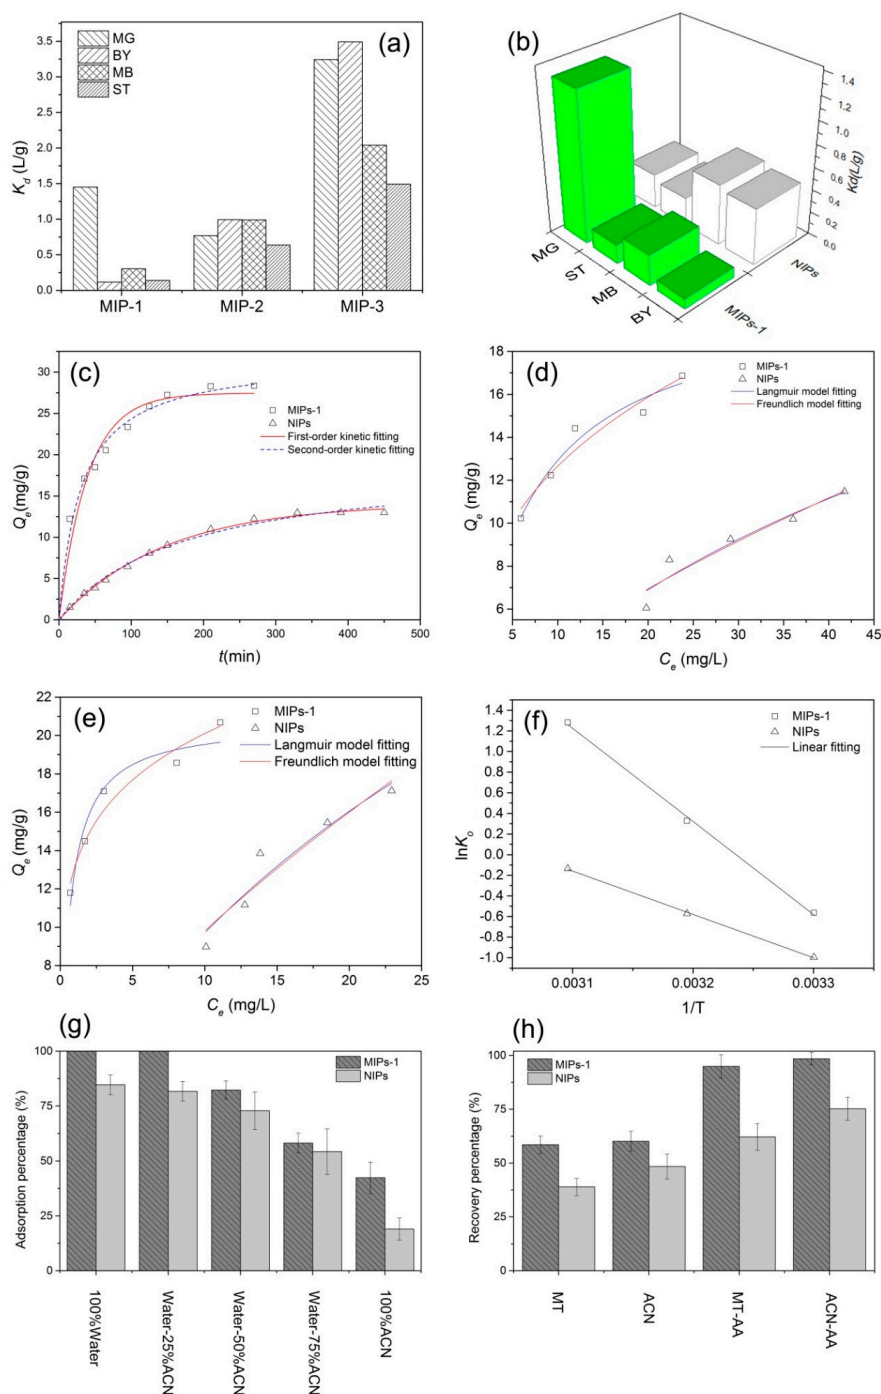 (a)
MG
BY
MB
ST
3.5
3.0
2.5
2.0
1.5
1.0
0.5
0.0
K_d (L/g)
MIP-1 MIP-2 MIP-3
(b)
1.4
1.2
1.0
0.8
0.6
0.4
0.2
0.0
Kd(L/g)
MG
ST
MB
BY
MIPs-1
NIPs
(c)
30
25
20
15
10
5
0
Q_e(mg/g)
MIPs-1
NIPs
First-order kinetic fitting
Second-order kinetic fitting
0 100 200 300 400 500
t(min)
(d)
18
16
14
12
10
8
6
Q_e (mg/g)
MIPs-1
NIPs
Langmuir model fitting
Freundlich model fitting
5 10 15 20 25 30 35 40 45
C_e (mg/L)
(e)
22
20
18
16
14
12
10
8
Q_e (mg/g)
MIPs-1
NIPs
Langmuir model fitting
Freundlich model fitting
0 5 10 15 20 25
C_e (mg/L)
(f)
1.4
1.2
1.0
0.8
0.6
0.4
0.2
0.0
-0.2
-0.4
-0.6
-0.8
-1.0
lnK_o
MIPs-1
NIPs
Linear fitting
0.0031 0.0032 0.0033
1/T
(g)
100
75
50
25
0
Adsorption percentage (%)
MIPs-1
NIPs
100%Water
Water-25%ACN
Water-50%ACN
Water-75%ACN
100%ACN
(h)
100
75
50
25
0
Recovery percentage (%)
MIPs-1
NIPs
MT
ACN
MT-AA
ACN-AA